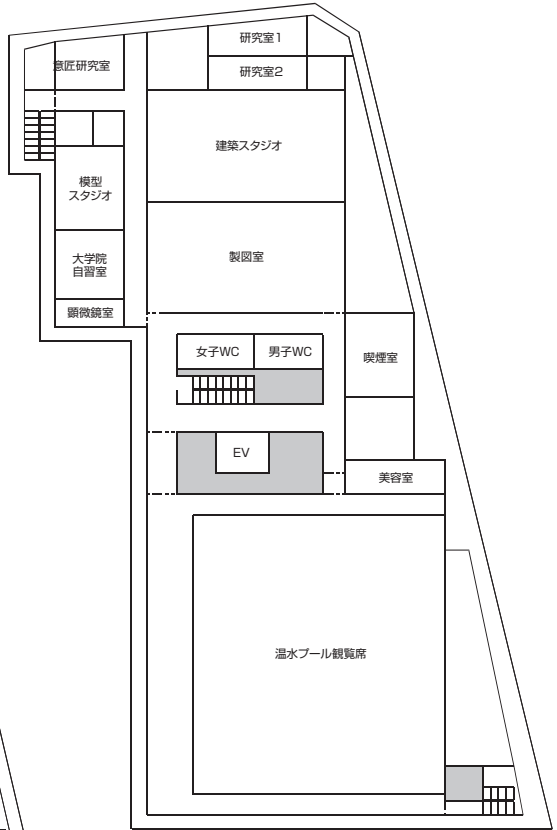 研究室1
意匠研究室
研究室2
建築スタジオ
模型
スタジオ
製図室
大学院
自習室
顕微鏡室
女子WC
男子WC
喫煙室
EV
美容室
温水プール観覧席